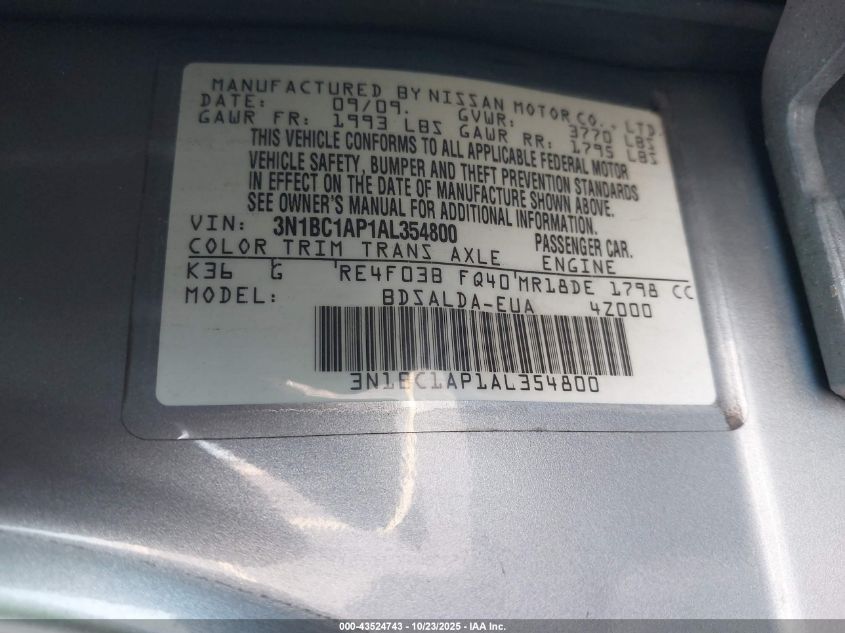 MANUFACTURED BY NISSAN MOTOR CO., LTD.
DATE: 09/09. GVWR: 3770 LBS
GAWR FR: 1993 LBS GAWR RR: 1795 LBS
THIS VEHICLE CONFORMS TO ALL APPLICABLE FEDERAL MOTOR
VEHICLE SAFETY, BUMPER AND THEFT PREVENTION STANDARDS
IN EFFECT ON THE DATE OF MANUFACTURE SHOWN ABOVE.
SEE OWNER'S MANUAL FOR ADDITIONAL INFORMATION.
VIN: 3N1BC1AP1AL354800 PASSENGER CAR.
COLOR TRIM TRANS AXLE ENGINE
K36 G 'RE4F03B FQ40'MR18DE 1798 CC
MODEL: BDSALDA-EUA 4Z000
3N1BC1AP1AL354800
000-43524743 | 10/23/2025 - IAA Inc.